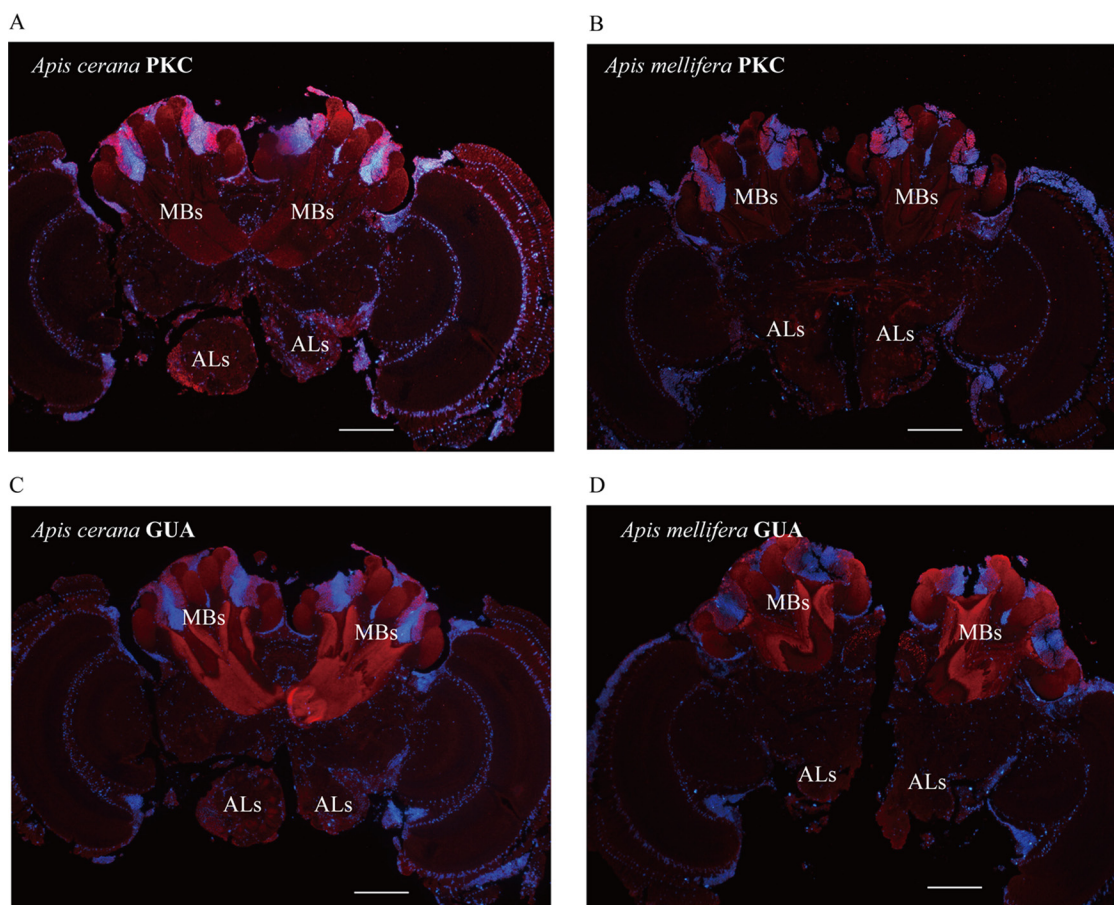 A
Apis cerana PKC
MBs
MBs
ALs
ALs
B
Apis mellifera PKC
MBs
MBs
ALs
ALs
C
Apis cerana GUA
MBs
MBs
ALs
ALs
D
Apis mellifera GUA
MBs
MBs
ALs
ALs